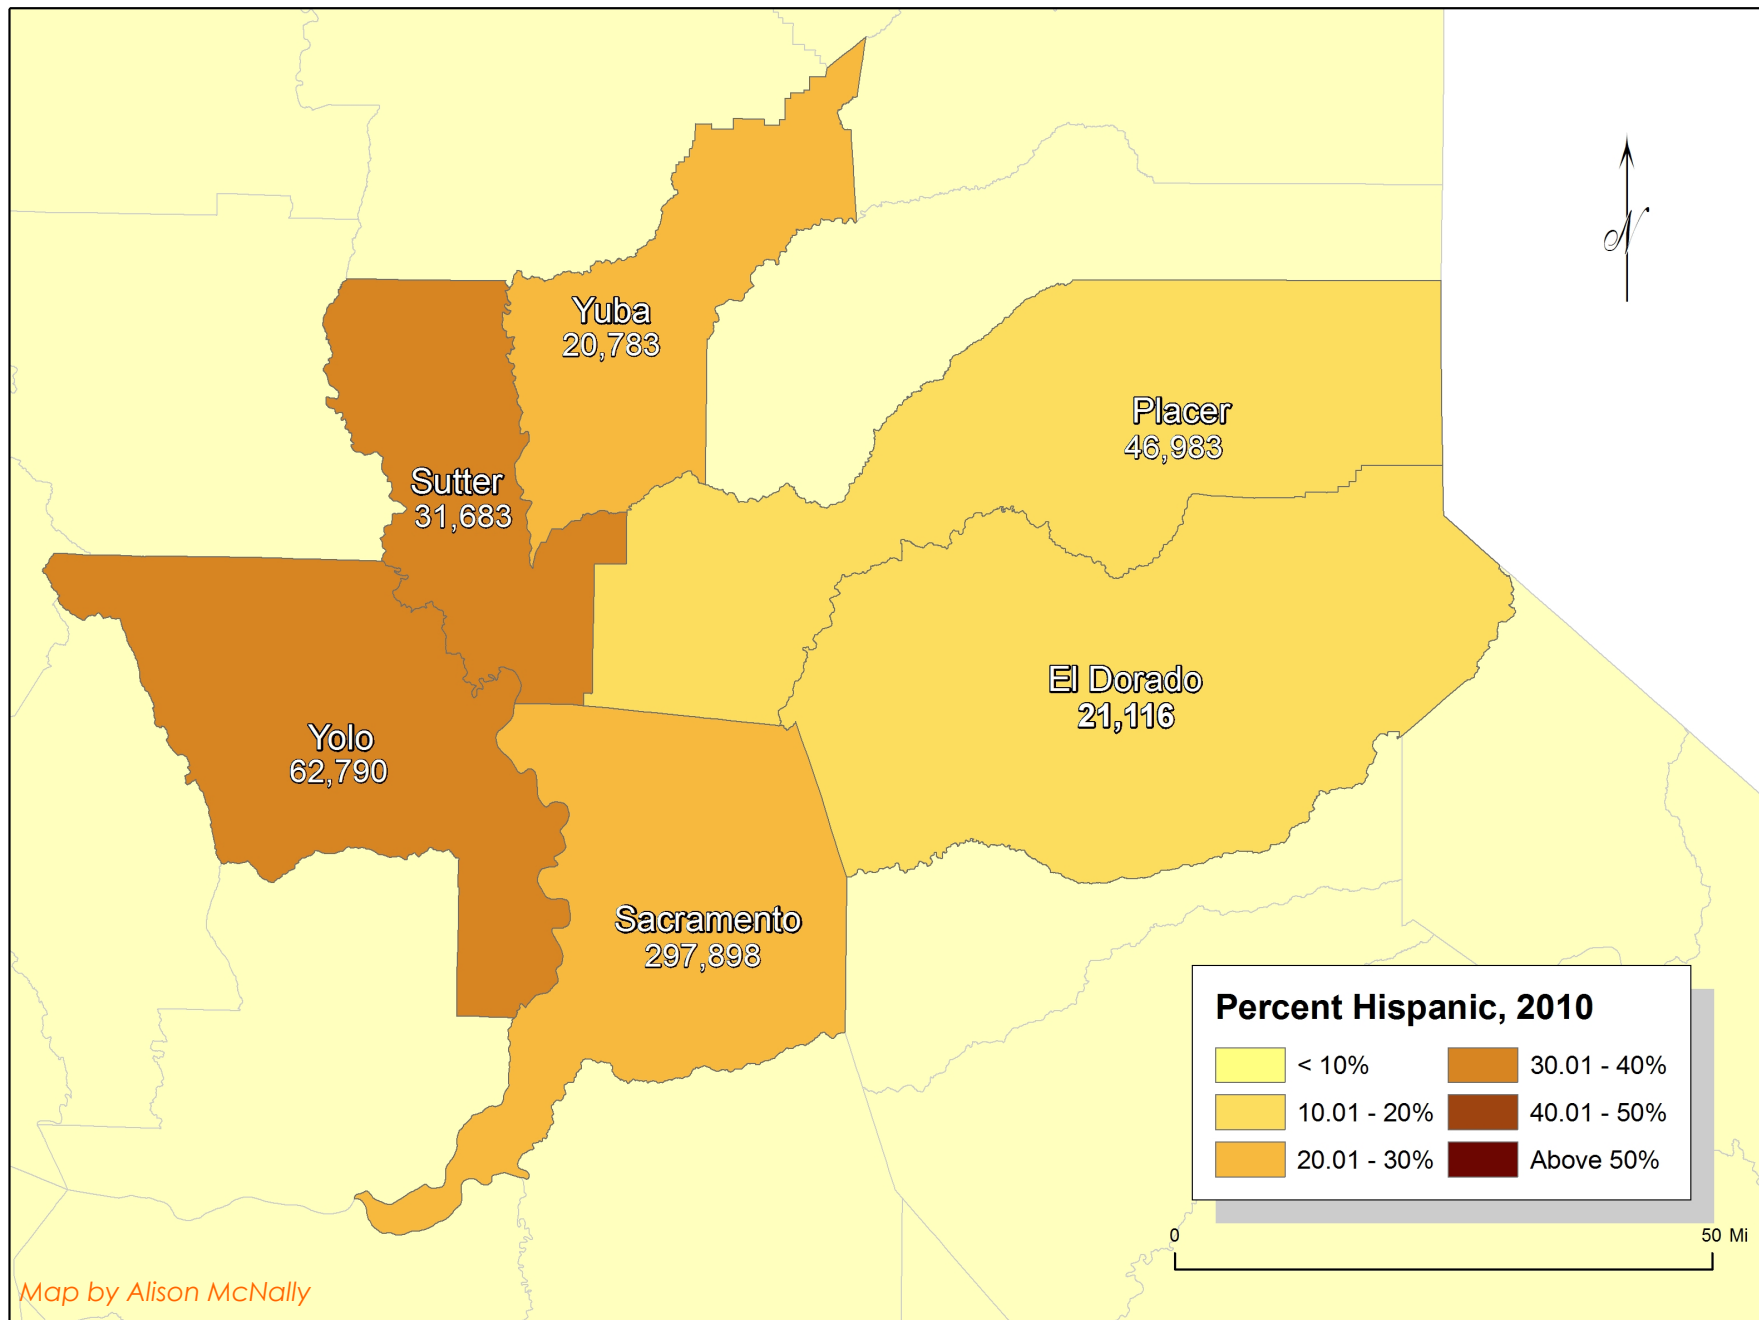 N
Yuba
20,783
Placer
46,983
Sutter
31,683
El Dorado
21,116
Yolo
62,790
Sacramento
297,898
Percent Hispanic, 2010
< 10%
10.01 - 20%
20.01 - 30%
30.01 - 40%
40.01 - 50%
Above 50%
0 50 Mi
Map by Alison McNally